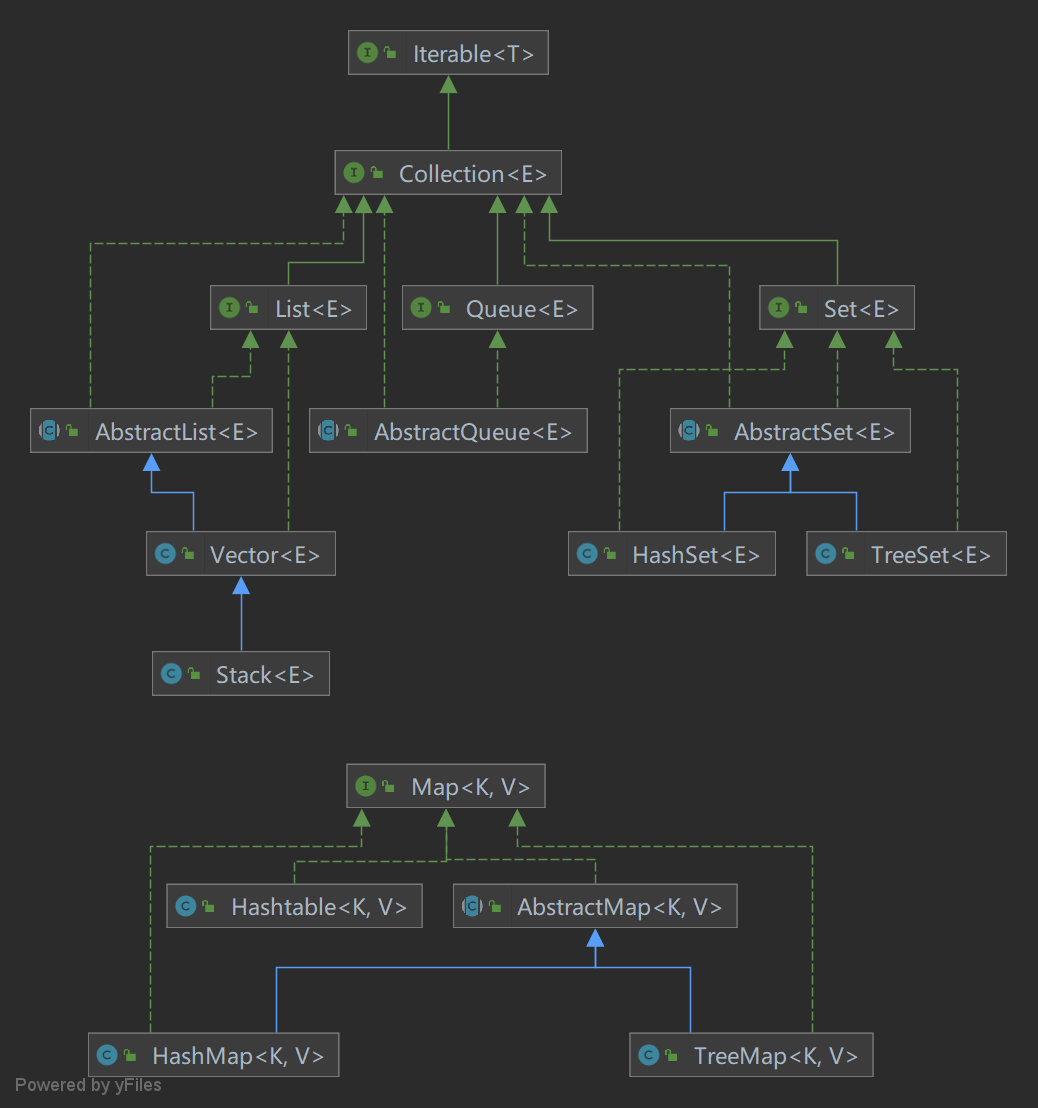 Iterable<T>
Collection<E>
List<E>
Queue<E>
Set<E>
AbstractList<E>
AbstractQueue<E>
AbstractSet<E>
Vector<E>
HashSet<E>
TreeSet<E>
Stack<E>
Map<K, V>
Hashtable<K, V>
AbstractMap<K, V>
HashMap<K, V>
TreeMap<K, V>
Powered by yFiles